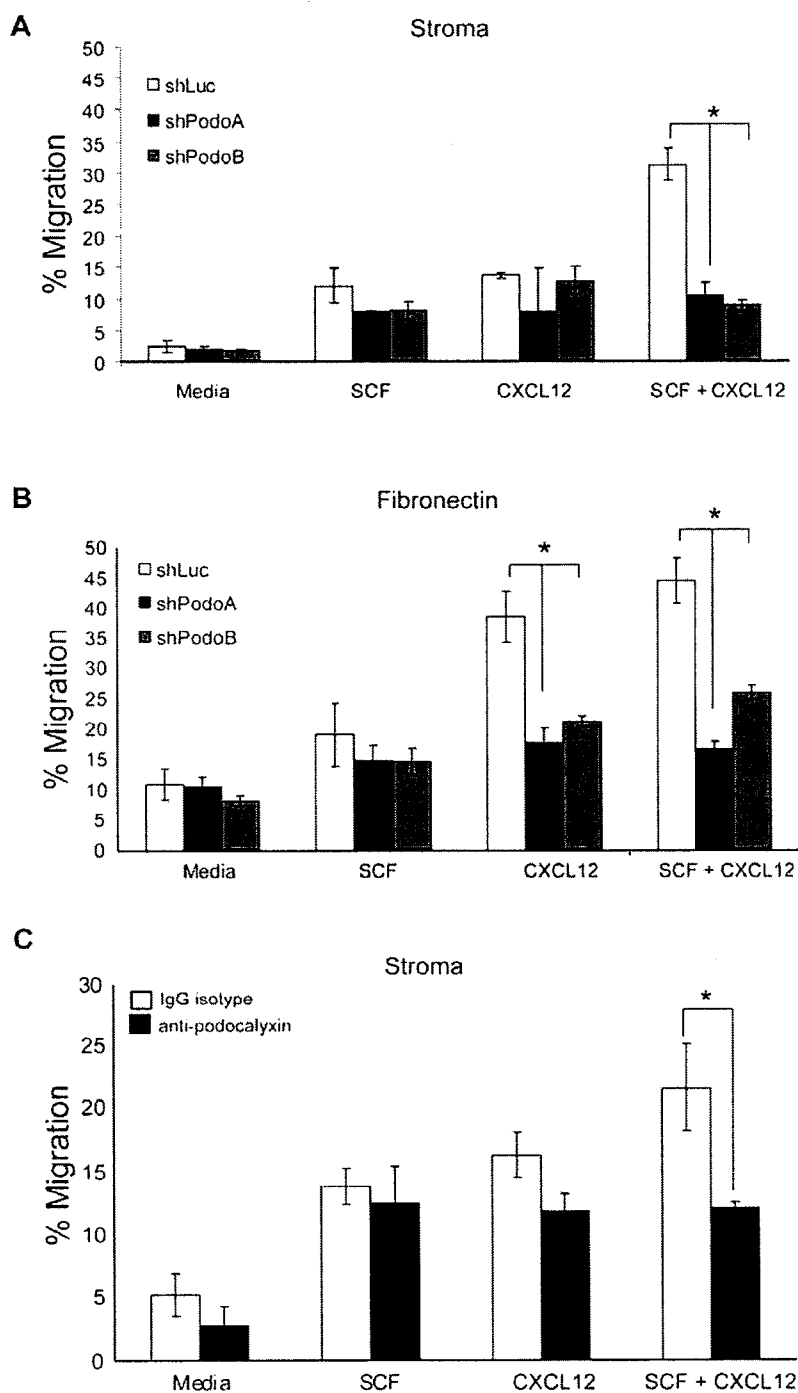 A
Stroma
50
45
40
35
30
25
20
15
10
5
0
% Migration
shLuc
shPodoA
shPodoB
*
Media SCF CXCL12 SCF + CXCL12
B
Fibronectin
50
45
40
35
30
25
20
15
10
5
0
% Migration
shLuc
shPodoA
shPodoB
*
*
Media SCF CXCL12 SCF + CXCL12
C
Stroma
30
25
20
15
10
5
0
% Migration
IgG isotype
anti-podocalyxin
*
Media SCF CXCL12 SCF + CXCL12